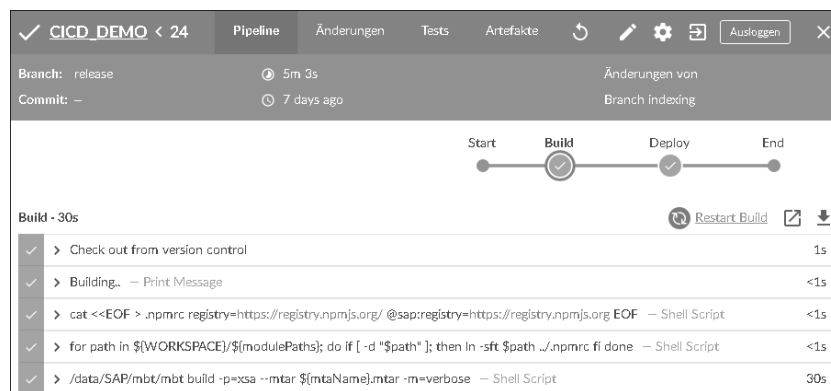 CICD_DEMO < 24 Pipeline Änderungen Tests Artefakte Ausloggen
Branch: release 5m 3s Änderungen von
Commit: – 7 days ago Branch indexing
Start Build Deploy End
Build - 30s Restart Build
Check out from version control 1s
Building.. — Print Message <1s
cat <<EOF > .npmrc registry=https://registry.npmjs.org/ @sap:registry=https://registry.npmjs.org EOF — Shell Script <1s
for path in ${WORKSPACE}/${modulePaths}; do if [ -d "$path" ]; then ln -sft $path ../.npmrc fi done — Shell Script <1s
/data/SAP/mbt/mbt build -p=xsa --mtar ${mtaName}.mtar -m=verbose — Shell Script 30s